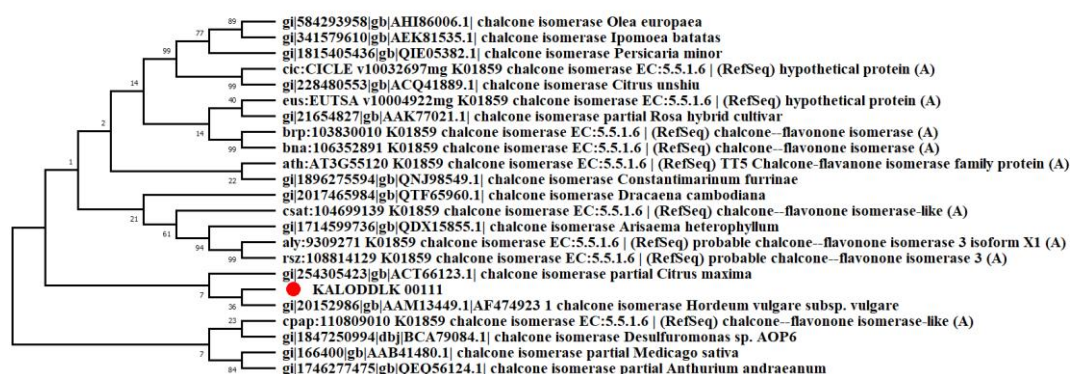 gi|584293958|gb|AHI86006.1| chalcone isomerase Olea europaea
gi|341579610|gb|AEK81535.1| chalcone isomerase Ipomoea batatas
gi|1815405436|gb|QIE05382.1| chalcone isomerase Persicaria minor
cic:CICLE v10032697mg K01859 chalcone isomerase EC:5.5.1.6 | (RefSeq) hypothetical protein (A)
gi|228480553|gb|ACQ41889.1| chalcone isomerase Citrus unshiu
eus:EUTSA v10004922mg K01859 chalcone isomerase EC:5.5.1.6 | (RefSeq) hypothetical protein (A)
gi|21654827|gb|AAK77021.1| chalcone isomerase partial Rosa hybrid cultivar
brp:103830010 K01859 chalcone isomerase EC:5.5.1.6 | (RefSeq) chalcone--flavonone isomerase (A)
bna:106352891 K01859 chalcone isomerase EC:5.5.1.6 | (RefSeq) chalcone--flavonone isomerase (A)
ath:AT3G55120 K01859 chalcone isomerase EC:5.5.1.6 | (RefSeq) TT5 Chalcone-flavanone isomerase family protein (A)
gi|1896275594|gb|QNJ98549.1| chalcone isomerase Constantimarinum furrinae
gi|2017465984|gb|QTF65960.1| chalcone isomerase Dracaena cambodiana
csat:104699139 K01859 chalcone isomerase EC:5.5.1.6 | (RefSeq) chalcone--flavonone isomerase-like (A)
gi|1714599736|gb|QDX15855.1| chalcone isomerase Arisaema heterophyllum
aly:9309271 K01859 chalcone isomerase EC:5.5.1.6 | (RefSeq) probable chalcone--flavonone isomerase 3 isoform X1 (A)
rsz:108814129 K01859 chalcone isomerase EC:5.5.1.6 | (RefSeq) probable chalcone--flavonone isomerase 3 (A)
gi|254305423|gb|ACT66123.1| chalcone isomerase partial Citrus maxima
KALODDLK 00111
gi|20152986|gb|AAM13449.1|AF474923 1 chalcone isomerase Hordeum vulgare subsp. vulgare
cpap:110809010 K01859 chalcone isomerase EC:5.5.1.6 | (RefSeq) chalcone--flavonone isomerase-like (A)
gi|1847250994|dbj|BCA79084.1| chalcone isomerase Desulfuromonas sp. AOP6
gi|166400|gb|AAB41480.1| chalcone isomerase partial Medicago sativa
gi|1746277475|gb|QEQ56124.1| chalcone isomerase partial Anthurium andraeanum
89
77
99
99
14
40
14
99
2
22
1
21
61
94
99
7
36
23
7
84